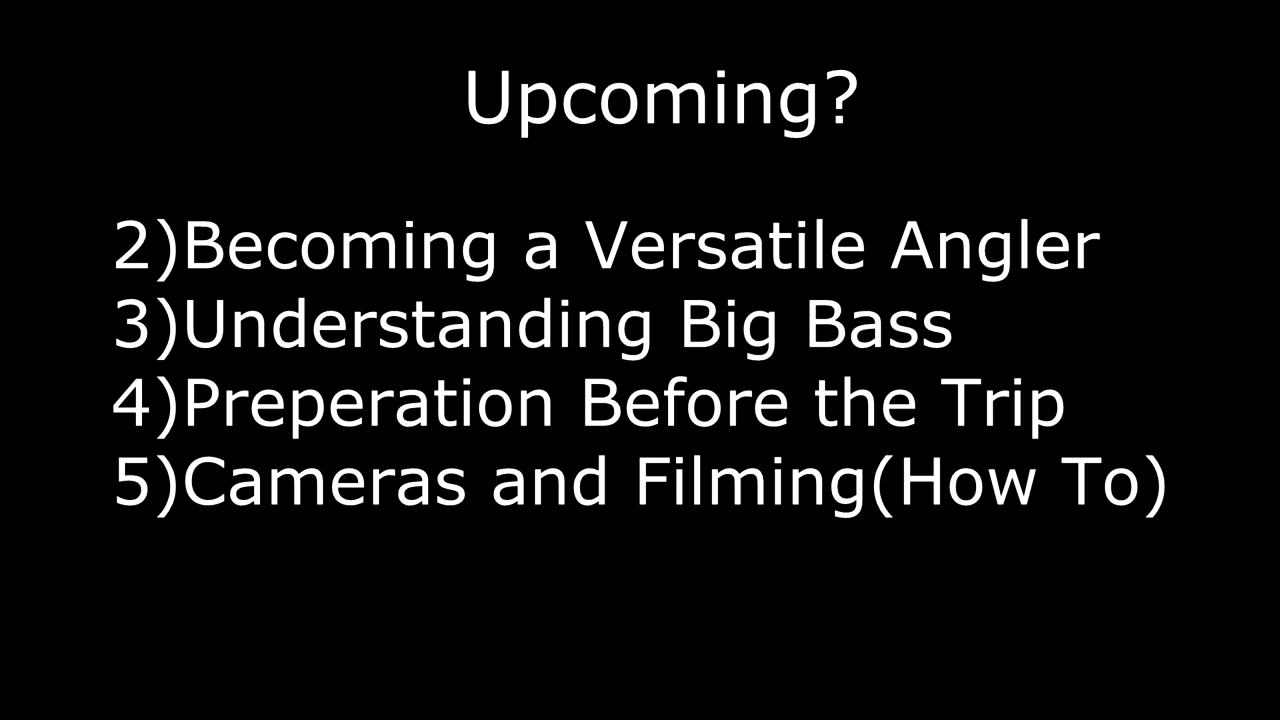 Upcoming?
2)Becoming a Versatile Angler
3)Understanding Big Bass
4)Preperation Before the Trip
5)Cameras and Filming(How To)